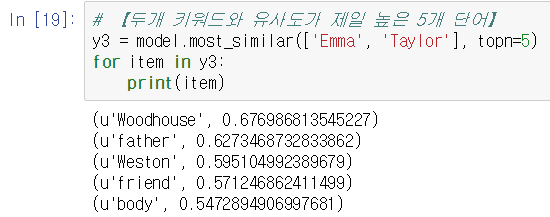 In [19]: # 【두개 키워드와 유사도가 제일 높은 5개 단어】
y3 = model.most_similar(['Emma', 'Taylor'], topn=5)
for item in y3:
    print(item)
(u'Woodhouse', 0.676986813545227)
(u'father', 0.6273468732833862)
(u'Weston', 0.595104992389679)
(u'friend', 0.571246862411499)
(u'body', 0.5472894906997681)